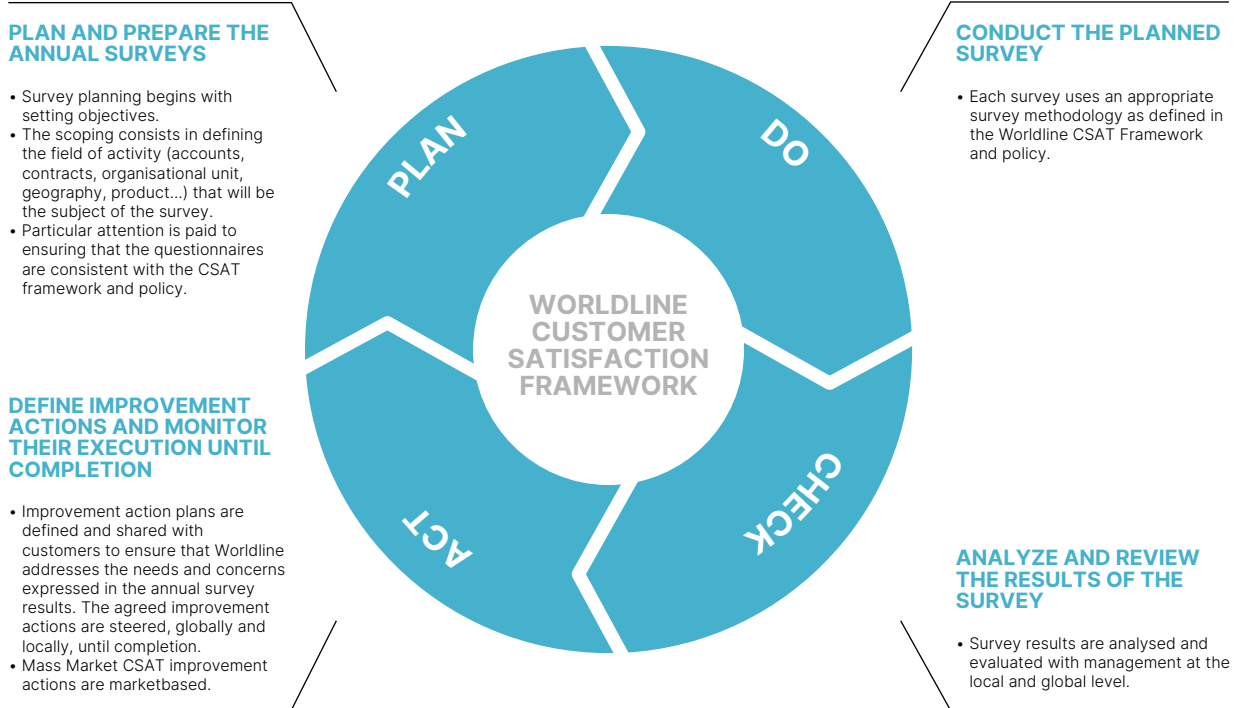 PLAN AND PREPARE THE
ANNUAL SURVEYS
• Survey planning begins with
setting objectives.
• The scoping consists in defining
the field of activity (accounts,
contracts, organisational unit,
geography, product...) that will be
the subject of the survey.
• Particular attention is paid to
ensuring that the questionnaires
are consistent with the CSAT
framework and policy.
CONDUCT THE PLANNED
SURVEY
• Each survey uses an appropriate
survey methodology as defined in
the Worldline CSAT Framework
and policy.
PLAN
DO
WORLDLINE
CUSTOMER
SATISFACTION
FRAMEWORK
CHECK
ACT
DEFINE IMPROVEMENT
ACTIONS AND MONITOR
THEIR EXECUTION UNTIL
COMPLETION
• Improvement action plans are
defined and shared with
customers to ensure that Worldline
addresses the needs and concerns
expressed in the annual survey
results. The agreed improvement
actions are steered, globally and
locally, until completion.
• Mass Market CSAT improvement
actions are marketbased.
ANALYZE AND REVIEW
THE RESULTS OF THE
SURVEY
• Survey results are analysed and
evaluated with management at the
local and global level.